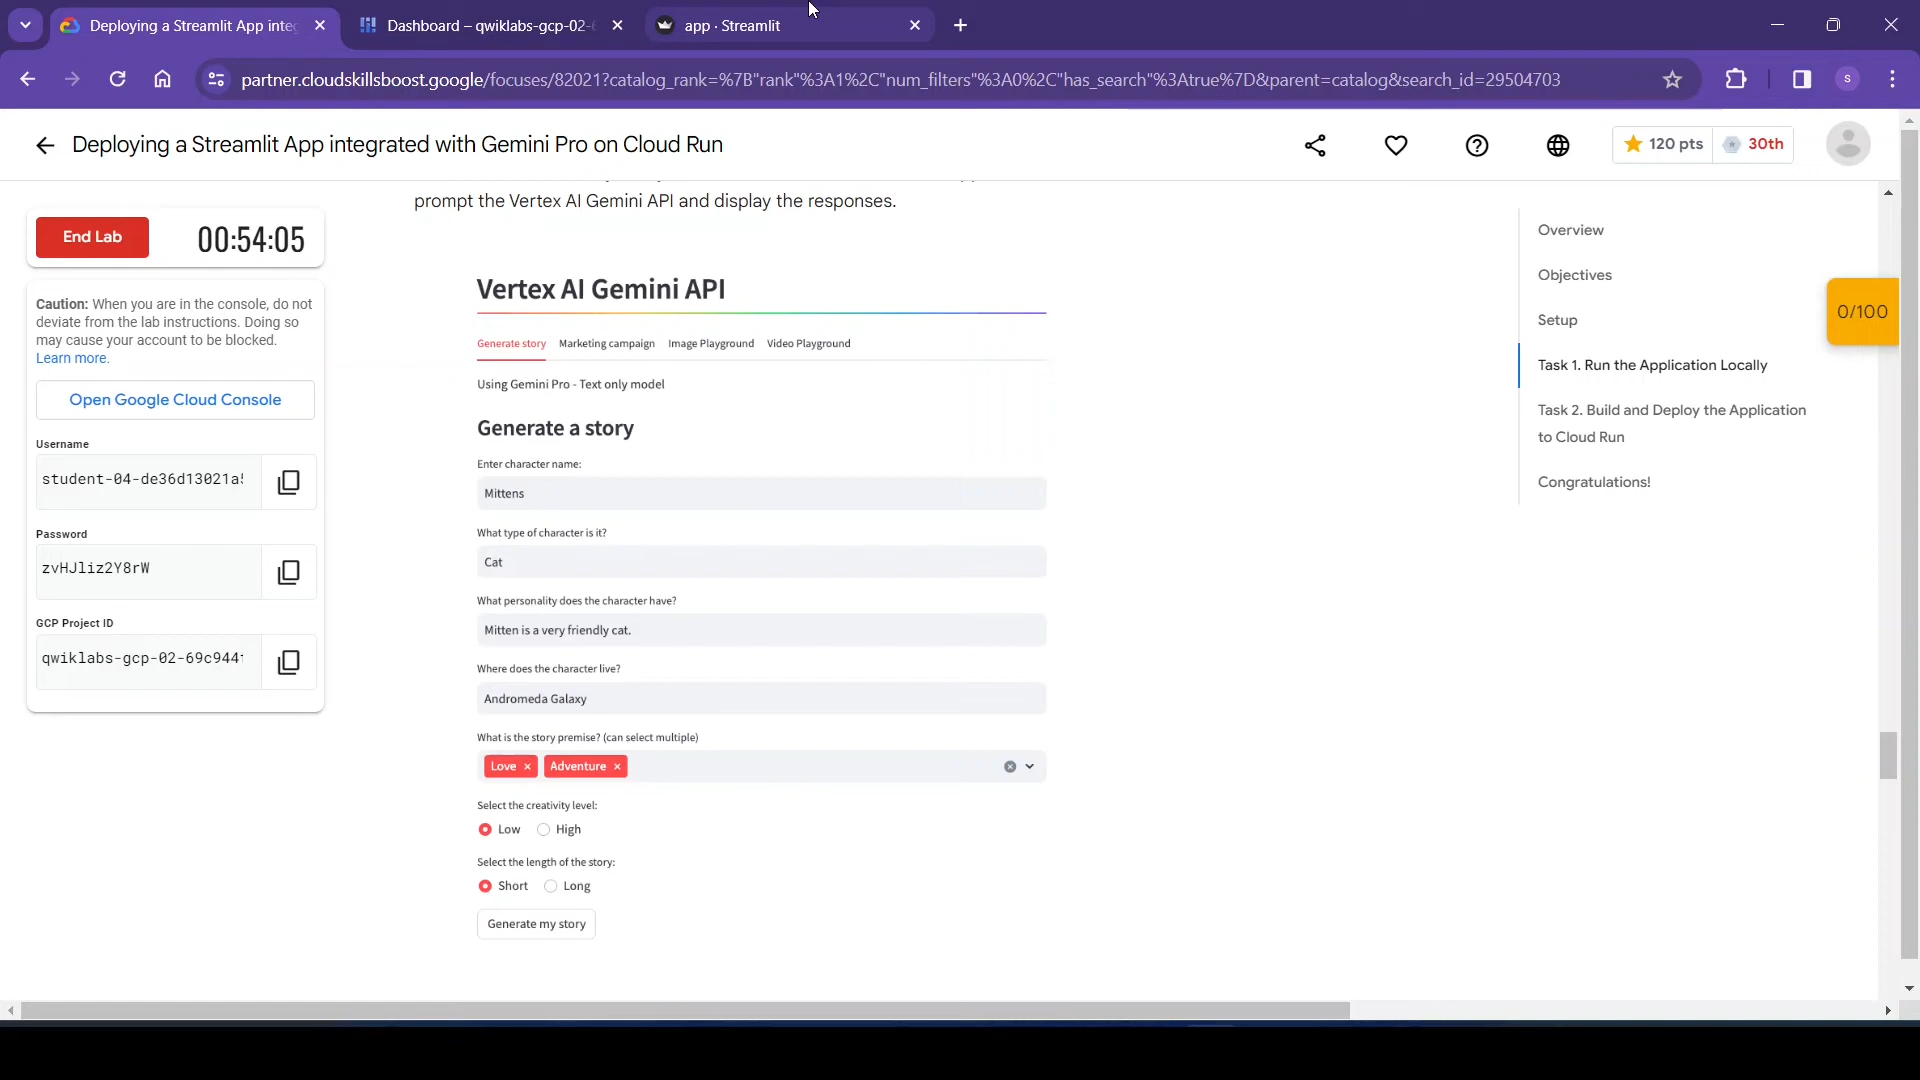 Deploying a Streamlit App inte
Dashboard – qwiklabs-gcp-02-
app · Streamlit
partner.cloudskillsboost.google/focuses/82021?catalog_rank=%7B"rank"%3A1%2C"num_filters"%3A0%2C"has_search"%3Atrue%7D&parent=catalog&search_id=29504703
S
Deploying a Streamlit App integrated with Gemini Pro on Cloud Run
120 pts
30th
prompt the Vertex AI Gemini API and display the responses.
End Lab
00:54:05
Caution: When you are in the console, do not
deviate from the lab instructions. Doing so
may cause your account to be blocked.
Learn more.
Open Google Cloud Console
Username
student-04-de36d13021a
Password
zvHJliz2Y8rW
GCP Project ID
qwiklabs-gcp-02-69c944
Vertex AI Gemini API
Generate story Marketing campaign Image Playground Video Playground
Using Gemini Pro - Text only model
Generate a story
Enter character name:
Mittens
What type of character is it?
Cat
What personality does the character have?
Mitten is a very friendly cat.
Where does the character live?
Andromeda Galaxy
What is the story premise? (can select multiple)
Love × Adventure ×
Select the creativity level:
Low High
Select the length of the story:
Short Long
Generate my story
Overview
Objectives
Setup
Task 1. Run the Application Locally
Task 2. Build and Deploy the Application
to Cloud Run
Congratulations!
0/100